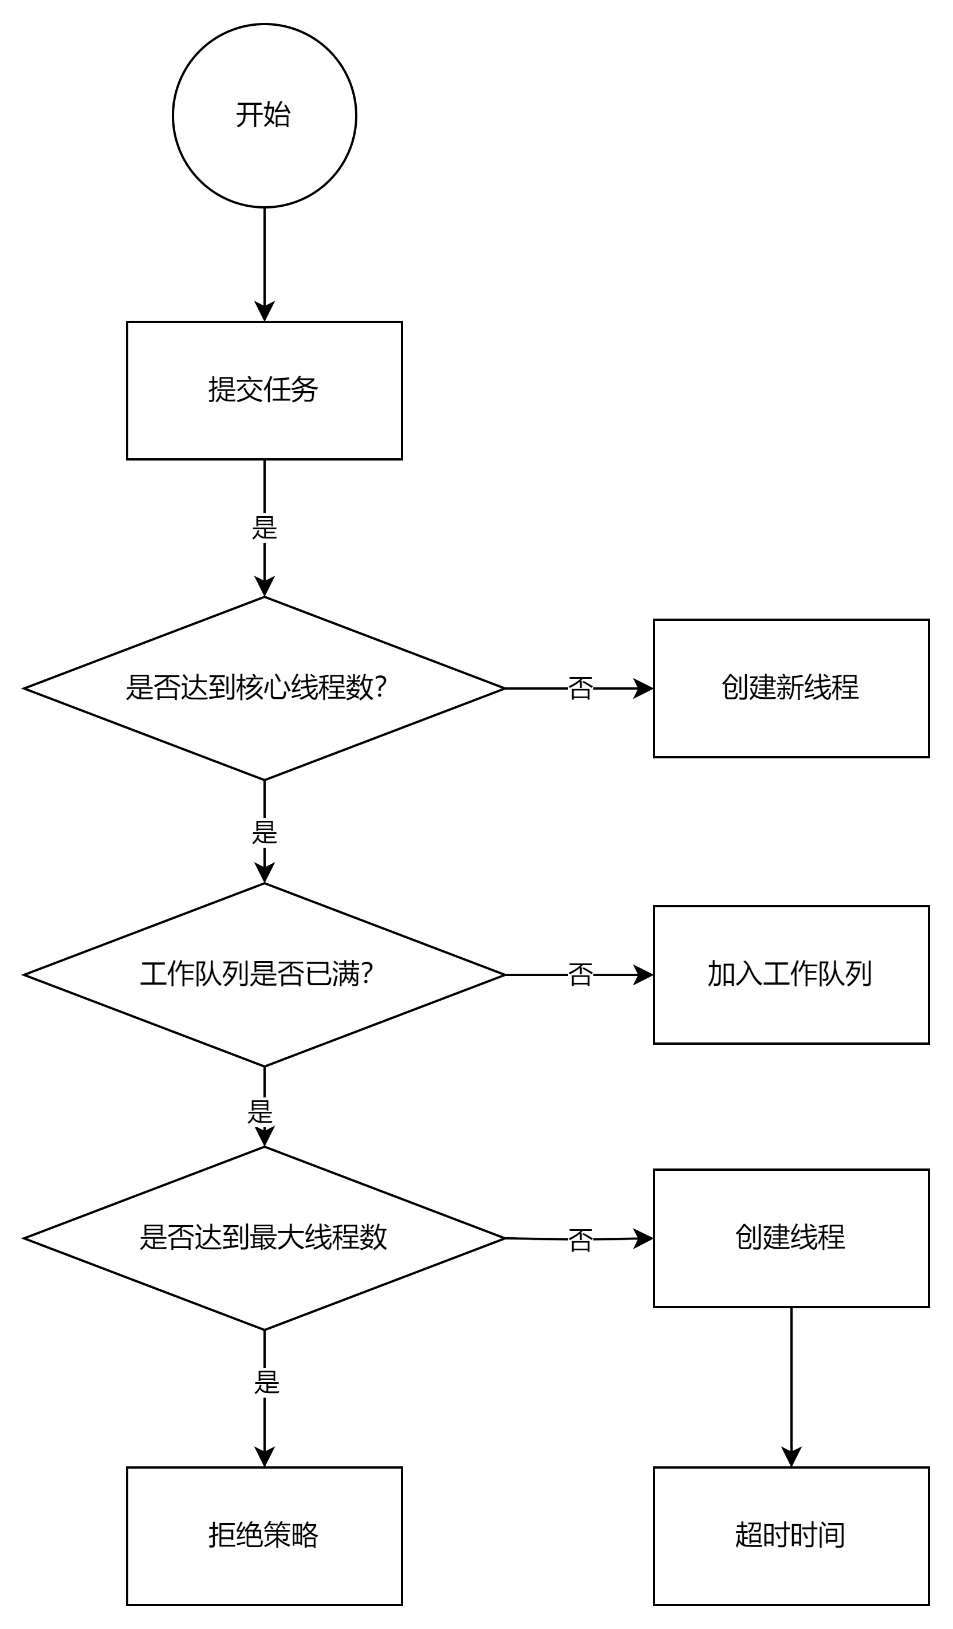 开始
提交任务
是
是否达到核心线程数?
否
创建新线程
是
工作队列是否已满?
否
加入工作队列
是
是否达到最大线程数
否
创建线程
是
拒绝策略
超时时间